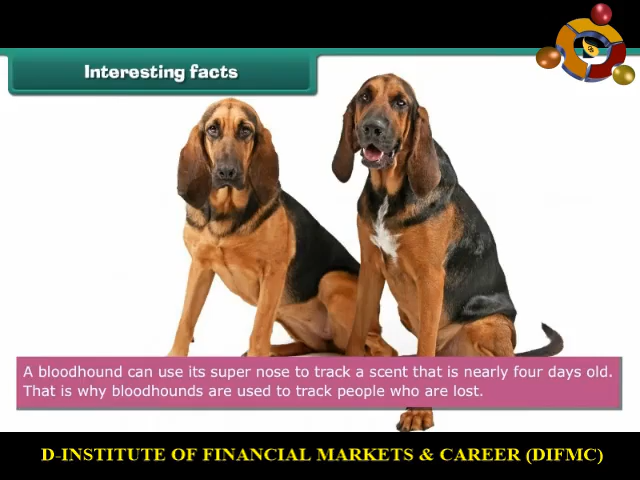 Interesting facts
A bloodhound can use its super nose to track a scent that is nearly four days old.
That is why bloodhounds are used to track people who are lost.
D-INSTITUTE OF FINANCIAL MARKETS & CAREER (DIFMC)